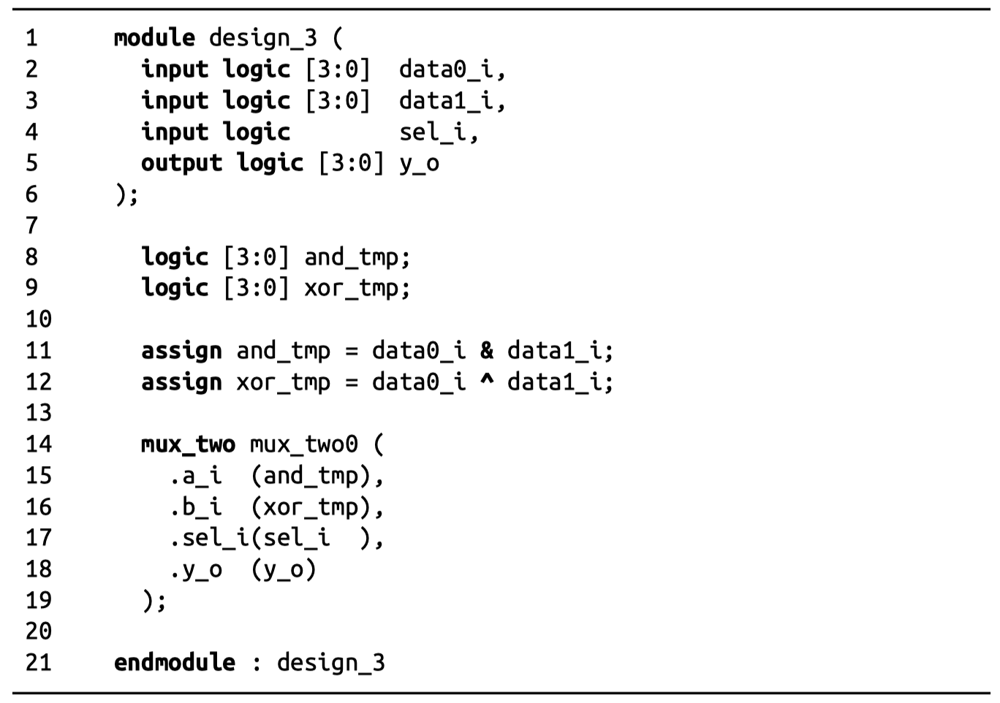 1 module design_3 (
2 input logic [3:0] data0_i,
3 input logic [3:0] data1_i,
4 input logic sel_i,
5 output logic [3:0] y_o
6 );
7
8 logic [3:0] and_tmp;
9 logic [3:0] xor_tmp;
10
11 assign and_tmp = data0_i & data1_i;
12 assign xor_tmp = data0_i ^ data1_i;
13
14 mux_two mux_two0 (
15 .a_i (and_tmp),
16 .b_i (xor_tmp),
17 .sel_i(sel_i ),
18 .y_o (y_o)
19 );
20
21 endmodule : design_3